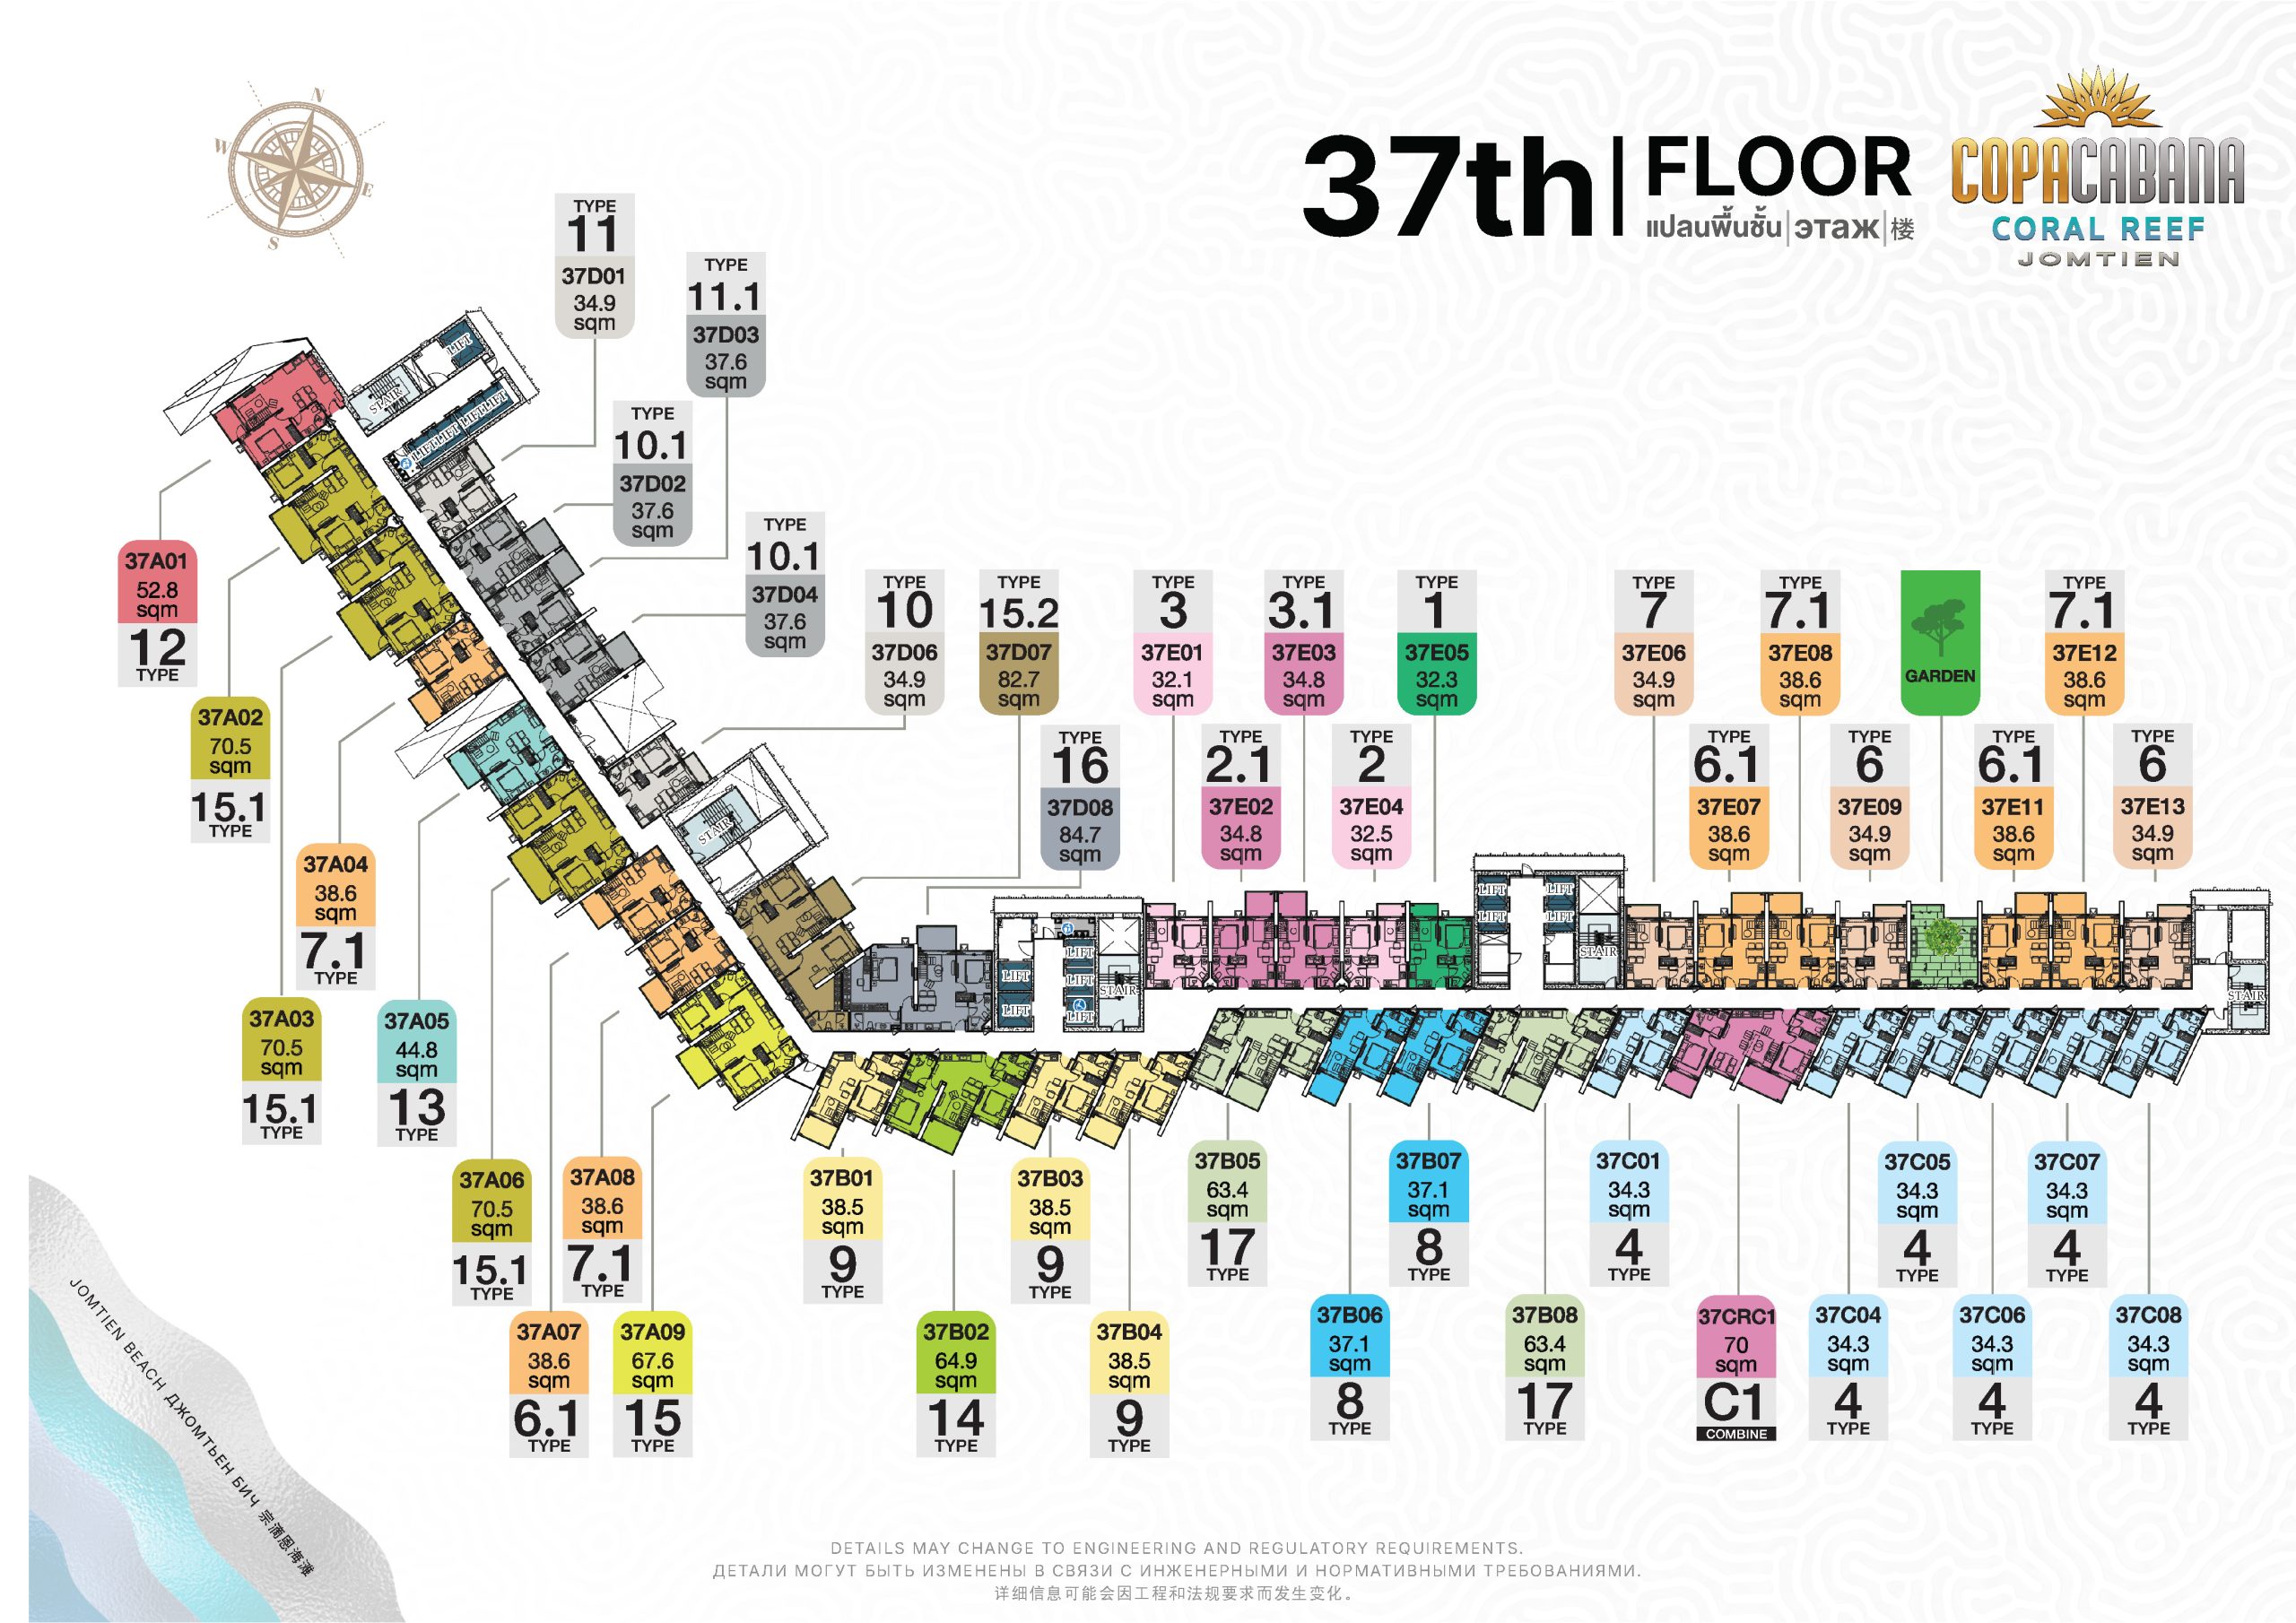 37th
FLOOR
แปลนพื้นชั้น|этаж|楼
COPACABANA
CORAL REEF
JOMTIEN
N
W
E
S
TYPE
11
37D01
34.9
sqm
TYPE
11.1
37D03
37.6
sqm
TYPE
10.1
37D02
37.6
sqm
TYPE
10.1
37D04
37.6
sqm
TYPE
10
37D06
34.9
sqm
TYPE
15.2
37D07
82.7
sqm
TYPE
16
37D08
84.7
sqm
TYPE
3
37E01
32.1
sqm
TYPE
2.1
37E02
34.8
sqm
TYPE
3.1
37E03
34.8
sqm
TYPE
2
37E04
32.5
sqm
TYPE
1
37E05
32.3
sqm
TYPE
7
37E06
34.9
sqm
TYPE
6.1
37E07
38.6
sqm
TYPE
7.1
37E08
38.6
sqm
TYPE
6
37E09
34.9
sqm
GARDEN
TYPE
6.1
37E11
38.6
sqm
TYPE
7.1
37E12
38.6
sqm
TYPE
6
37E13
34.9
sqm
LIFT
STAIR
LIFT LIFT LIFT LIFT
STAIR
LIFT
LIFT
LIFT
LIFT
LIFT
STAIR
LIFT
LIFT
LIFT
LIFT
STAIR
STAIR
37A01
52.8
sqm
12
TYPE
37A02
70.5
sqm
15.1
TYPE
37A04
38.6
sqm
7.1
TYPE
37A03
70.5
sqm
15.1
TYPE
37A05
44.8
sqm
13
TYPE
37A06
70.5
sqm
15.1
TYPE
37A08
38.6
sqm
7.1
TYPE
37A07
38.6
sqm
6.1
TYPE
37A09
67.6
sqm
15
TYPE
37B01
38.5
sqm
9
TYPE
37B02
64.9
sqm
14
TYPE
37B03
38.5
sqm
9
TYPE
37B04
38.5
sqm
9
TYPE
37B05
63.4
sqm
17
TYPE
37B06
37.1
sqm
8
TYPE
37B07
37.1
sqm
8
TYPE
37B08
63.4
sqm
17
TYPE
37C01
34.3
sqm
4
TYPE
37CRC1
70
sqm
C1
COMBINE
37C04
34.3
sqm
4
TYPE
37C05
34.3
sqm
4
TYPE
37C06
34.3
sqm
4
TYPE
37C07
34.3
sqm
4
TYPE
37C08
34.3
sqm
4
TYPE
JOMTIEN BEACH ДЖОМТЬЕН БИЧ 宗滴恩海滩
DETAILS MAY CHANGE TO ENGINEERING AND REGULATORY REQUIREMENTS.
ДЕТАЛИ МОГУТ БЫТЬ ИЗМЕНЕНЫ В СВЯЗИ С ИНЖЕНЕРНЫМИ И НОРМАТИВНЫМИ ТРЕБОВАНИЯМИ.
详细信息可能会因工程和法规要求而发生变化。